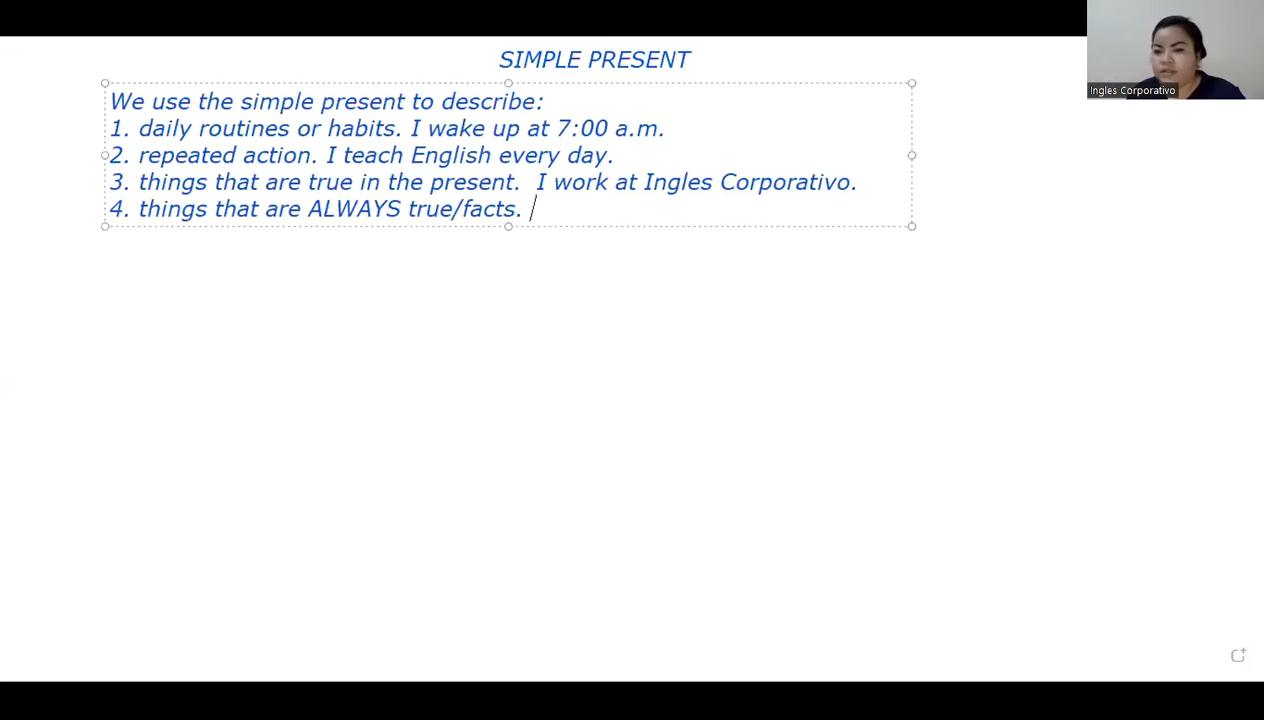 SIMPLE PRESENT
Ingles Corporativo
We use the simple present to describe:
1. daily routines or habits. I wake up at 7:00 a.m.
2. repeated action. I teach English every day.
3. things that are true in the present.  I work at Ingles Corporativo.
4. things that are ALWAYS true/facts.